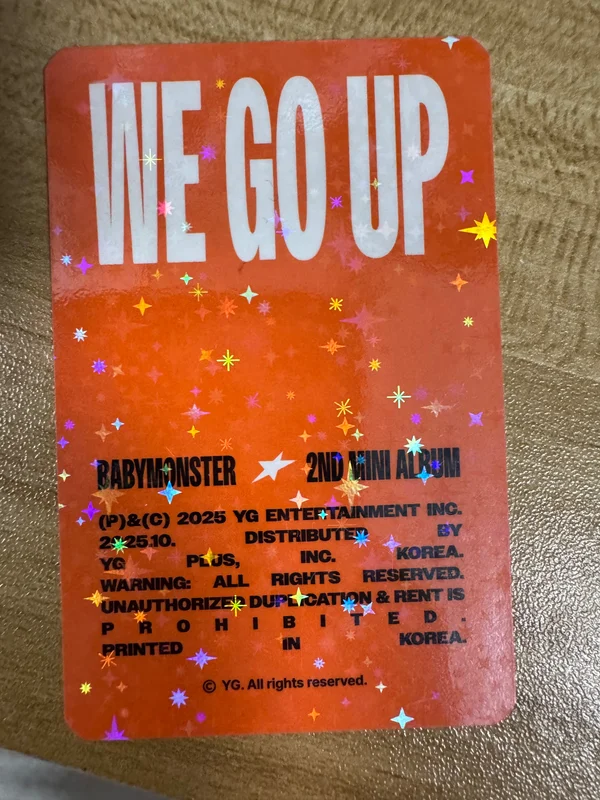 WE GO UP
BABYMONSTER 2ND MINI ALBUM
(P)&(C) 2025 YG ENTERTAINMENT INC.
2025.10. DISTRIBUTED BY
YG PLUS, INC. KOREA.
WARNING: ALL RIGHTS RESERVED.
UNAUTHORIZED DUPLICATION & RENT IS
PROHIBITED.
PRINTED IN KOREA.
© YG. All rights reserved.